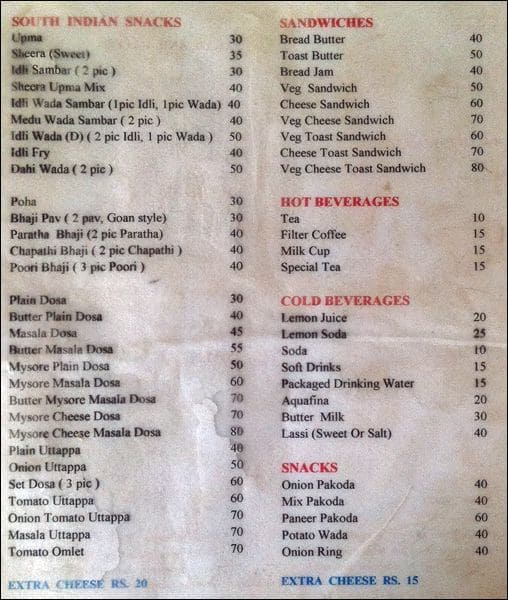 SOUTH INDIAN SNACKS
Upma 30
Sheera (Sweet) 35
Idli Sambar ( 2 pic ) 30
Sheera Upma Mix 40
Idli Wada Sambar (1pic Idli, 1pic Wada) 40
Medu Wada Sambar ( 2 pic ) 40
Idli Wada (D) ( 2 pic Idli, 1 pic Wada ) 50
Idli Fry 40
Dahi Wada ( 2 pic ) 50
Poha 30
Bhaji Pav ( 2 pav, Goan style) 30
Paratha Bhaji (2 pic Paratha) 40
Chapathi Bhaji ( 2 pic Chapathi ) 40
Poori Bhaji ( 3 pic Poori ) 40
Plain Dosa 30
Butter Plain Dosa 40
Masala Dosa 45
Butter Masala Dosa 55
Mysore Plain Dosa 50
Mysore Masala Dosa 60
Butter Mysore Masala Dosa 70
Mysore Cheese Dosa 70
Mysore Cheese Masala Dosa 80
Plain Uttappa 40
Onion Uttappa 50
Set Dosa ( 3 pic ) 60
Tomato Uttappa 60
Onion Tomato Uttappa 70
Masala Uttappa 70
Tomato Omlet 70
EXTRA CHEESE RS. 20
SANDWICHES
Bread Butter 40
Toast Butter 50
Bread Jam 40
Veg Sandwich 50
Cheese Sandwich 60
Veg Cheese Sandwich 70
Veg Toast Sandwich 60
Cheese Toast Sandwich 70
Veg Cheese Toast Sandwich 80
HOT BEVERAGES
Tea 10
Filter Coffee 15
Milk Cup 15
Special Tea 15
COLD BEVERAGES
Lemon Juice 20
Lemon Soda 25
Soda 10
Soft Drinks 15
Packaged Drinking Water 15
Aquafina 20
Butter Milk 30
Lassi (Sweet Or Salt) 40
SNACKS
Onion Pakoda 40
Mix Pakoda 40
Paneer Pakoda 60
Potato Wada 40
Onion Ring 40
EXTRA CHEESE RS. 15